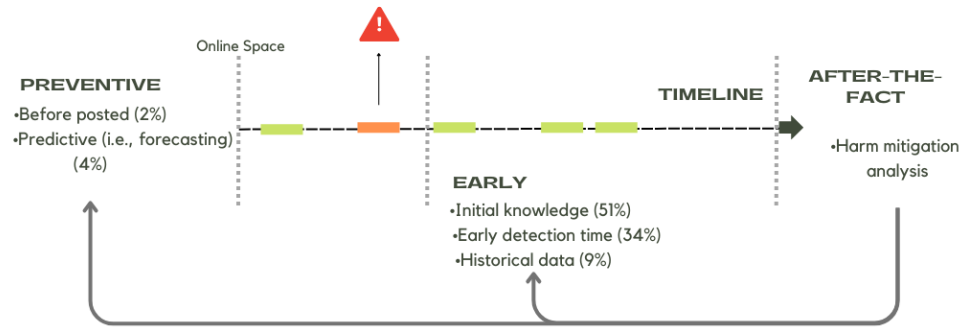 Online Space
PREVENTIVE
•Before posted (2%)
•Predictive (i.e., forecasting)
(4%)
!
TIMELINE
AFTER-THE-
FACT
•Harm mitigation
analysis
EARLY
•Initial knowledge (51%)
•Early detection time (34%)
•Historical data (9%)